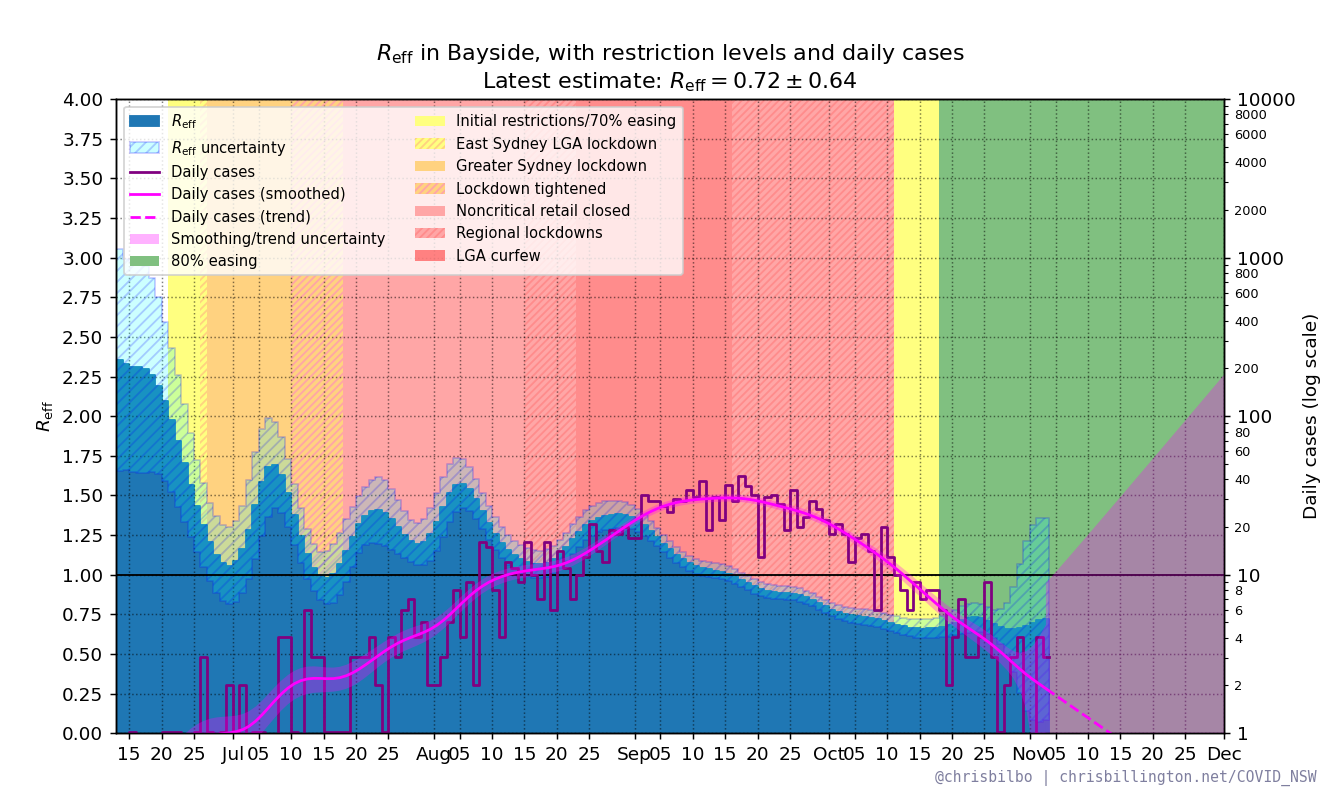 R_eff in Bayside, with restriction levels and daily cases
Latest estimate: R_eff = 0.72 ± 0.64
R_eff
R_eff uncertainty
Daily cases
Daily cases (smoothed)
Daily cases (trend)
Smoothing/trend uncertainty
80% easing
Initial restrictions/70% easing
East Sydney LGA lockdown
Greater Sydney lockdown
Lockdown tightened
Noncritical retail closed
Regional lockdowns
LGA curfew
4.00
3.75
3.50
3.25
3.00
2.75
2.50
2.25
2.00
1.75
1.50
1.25
1.00
0.75
0.50
0.25
0.00
R_eff
10000
8000
6000
4000
2000
1000
800
600
400
200
100
80
60
40
20
10
8
6
4
2
1
Daily cases (log scale)
15 20 25 Jul 05 10 15 20 25 Aug 05 10 15 20 25 Sep 05 10 15 20 25 Oct 05 10 15 20 25 Nov 05 10 15 20 25 Dec
@chrisbilbo | chrisbillington.net/COVID_NSW